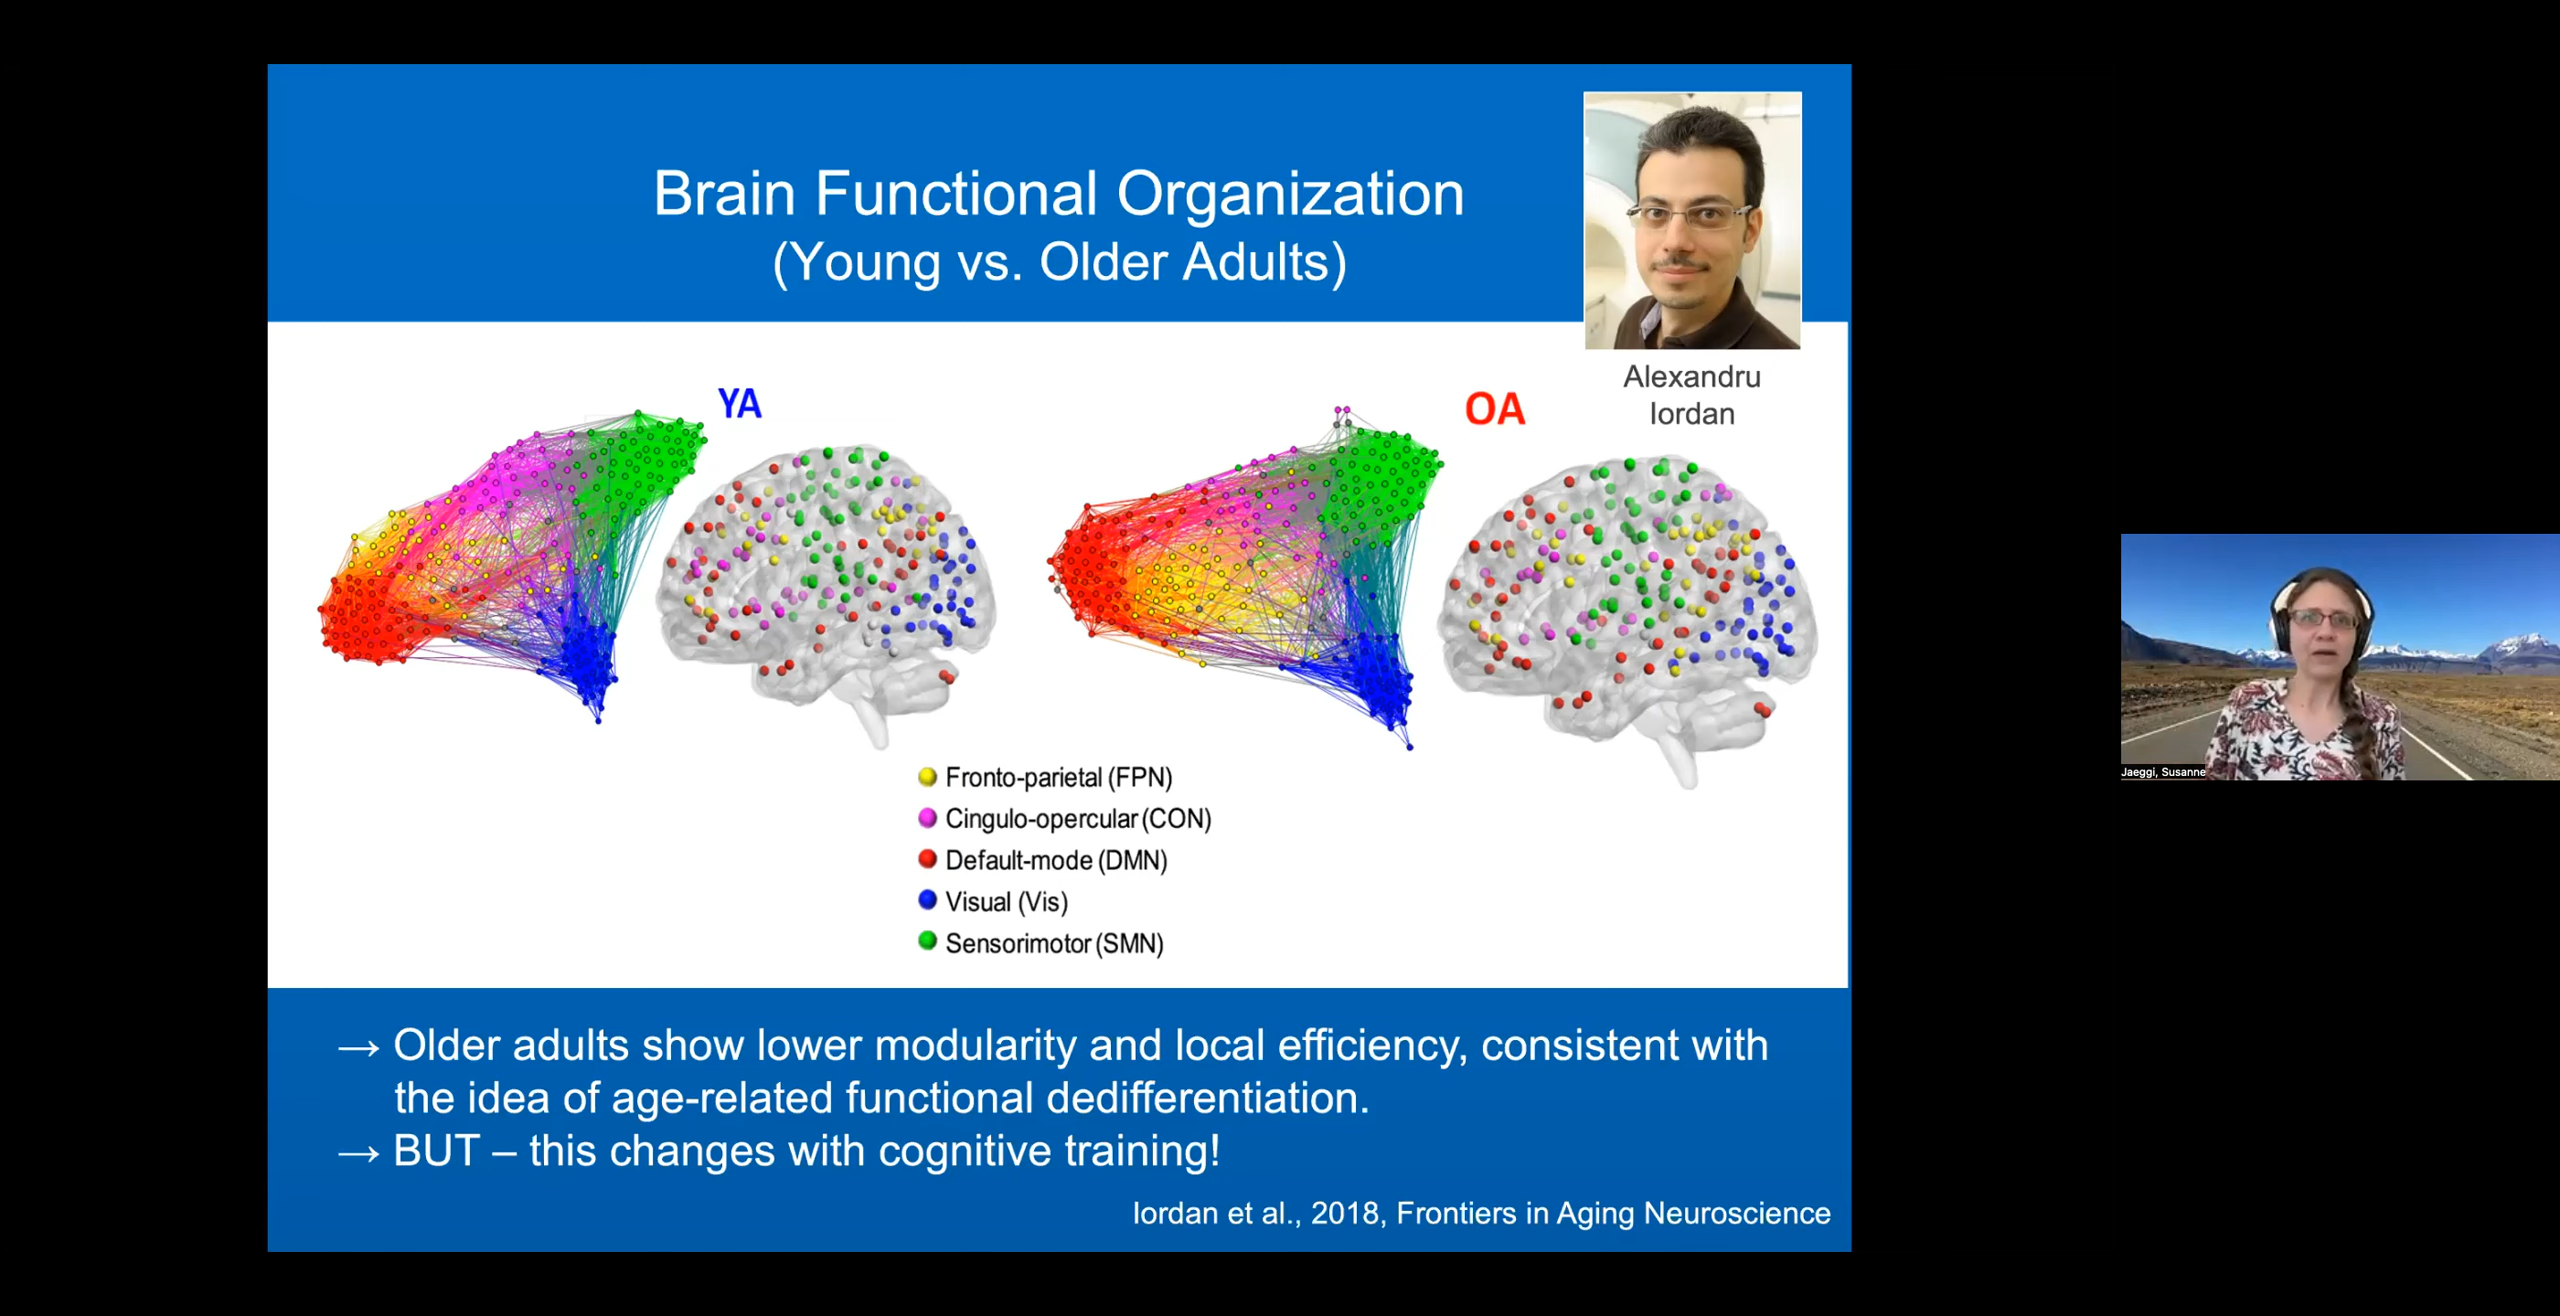 Brain Functional Organization
(Young vs. Older Adults)
Alexandru
Iordan
YA
OA
Fronto-parietal (FPN)
Cingulo-opercular (CON)
Default-mode (DMN)
Visual (Vis)
Sensorimotor (SMN)
→ Older adults show lower modularity and local efficiency, consistent with
the idea of age-related functional dedifferentiation.
→ BUT – this changes with cognitive training!
Iordan et al., 2018, Frontiers in Aging Neuroscience
Jaeggi, Susanne